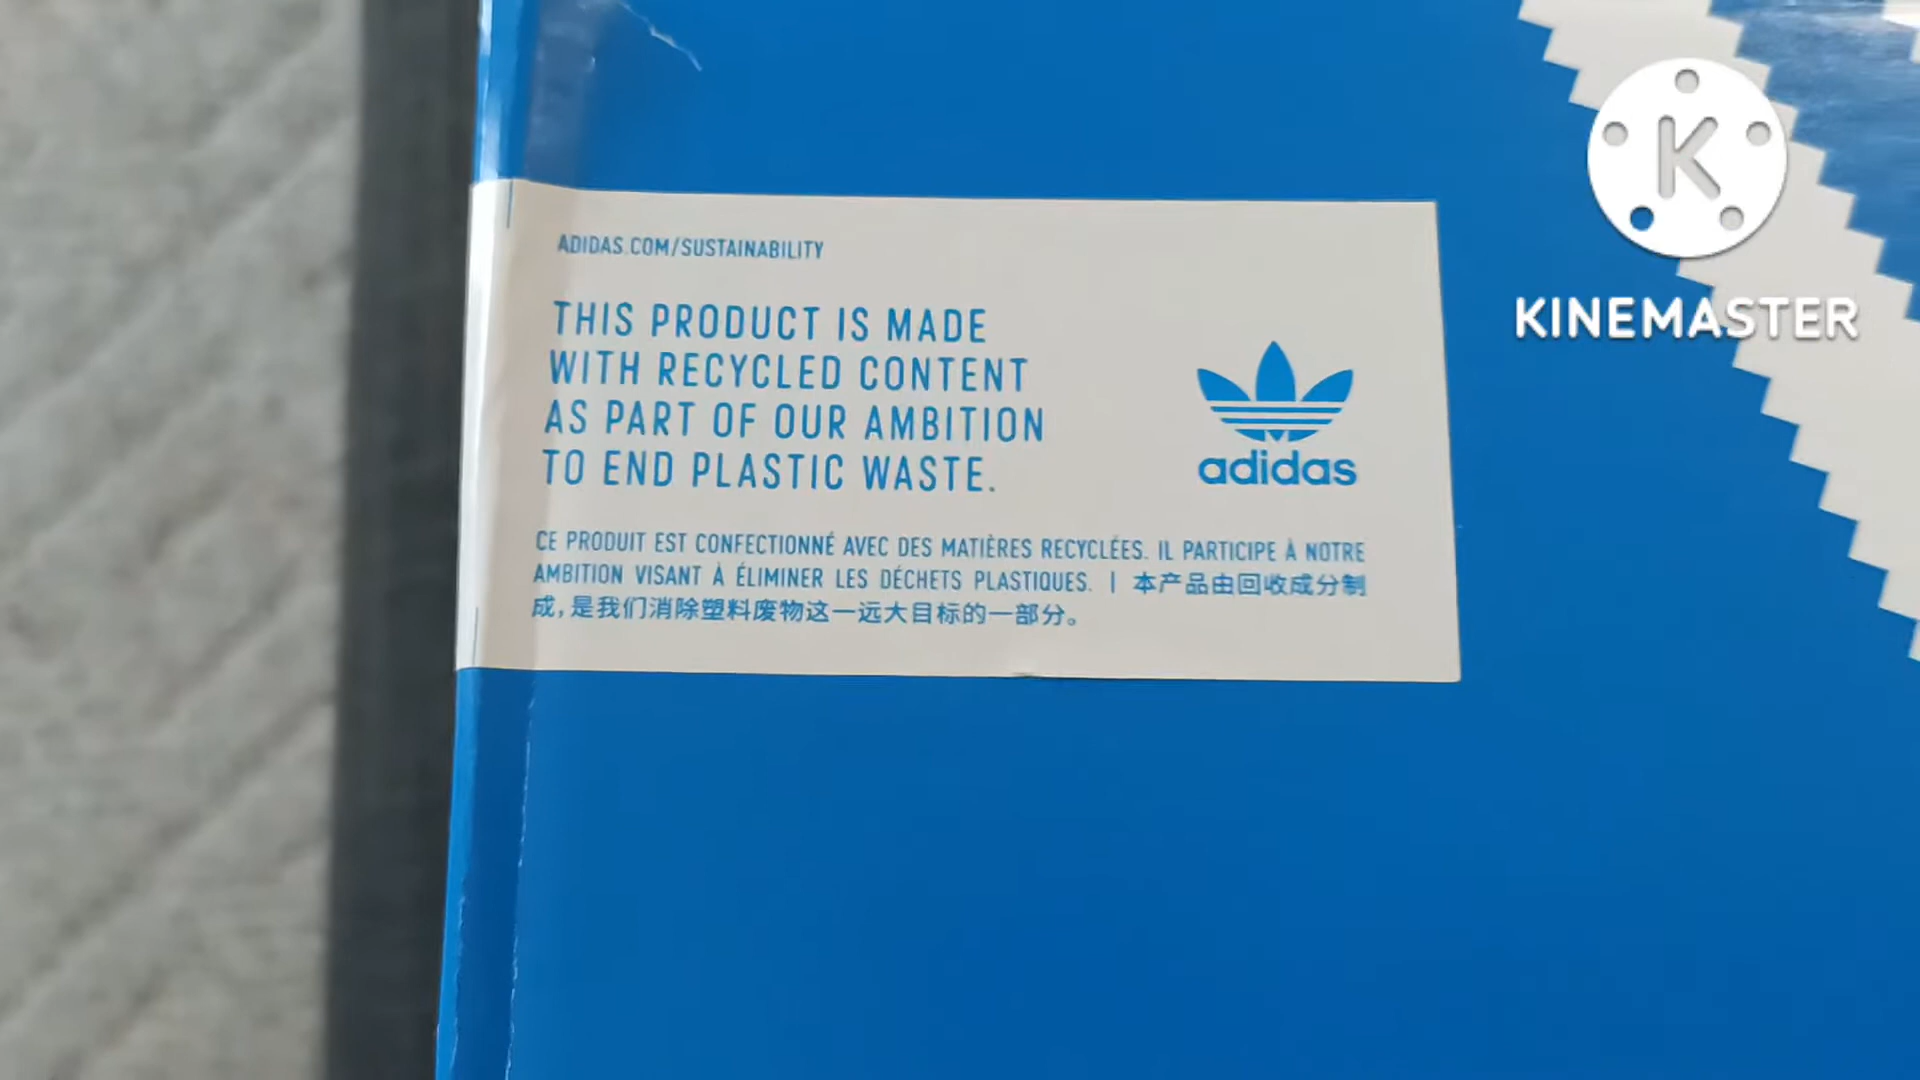 ADIDAS.COM/SUSTAINABILITY
THIS PRODUCT IS MADE
WITH RECYCLED CONTENT
AS PART OF OUR AMBITION
TO END PLASTIC WASTE.
adidas
CE PRODUIT EST CONFECTIONNÉ AVEC DES MATIÈRES RECYCLÉES. IL PARTICIPE À NOTRE
AMBITION VISANT À ÉLIMINER LES DÉCHETS PLASTIQUES. | 本产品由回收成分制
成,是我们消除塑料废物这一远大目标的一部分。
K
KINEMASTER